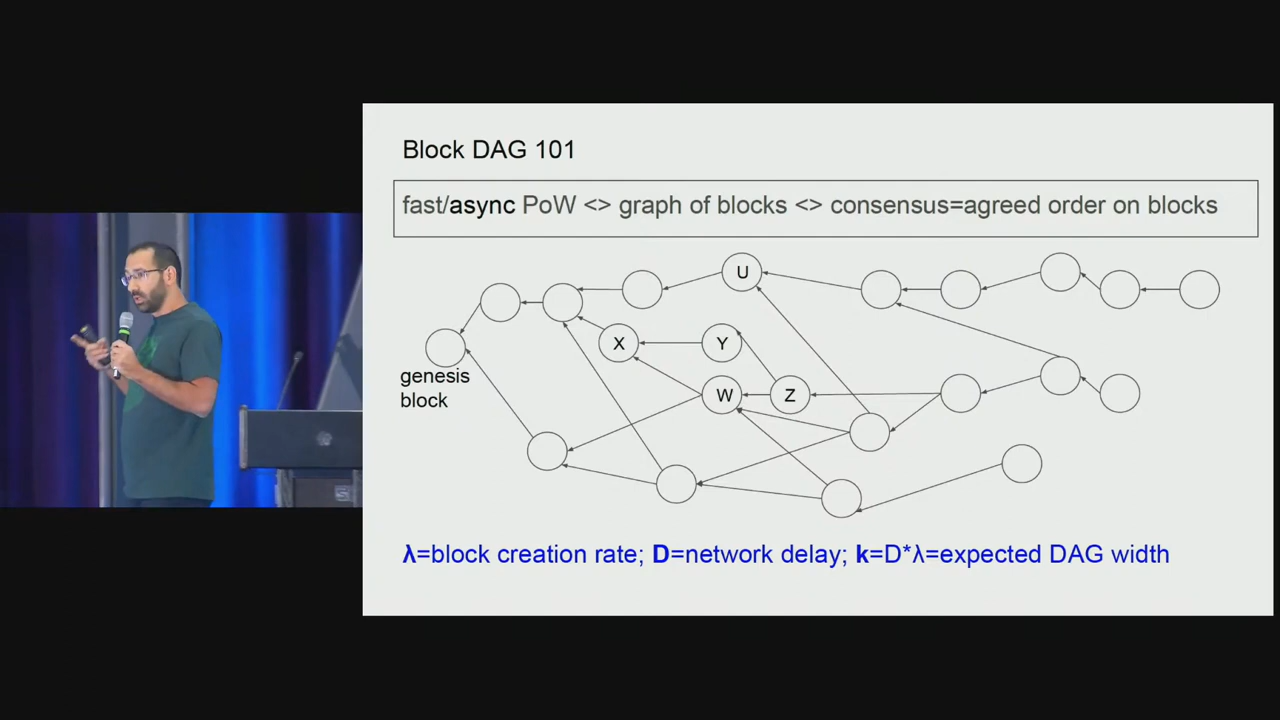 Block DAG 101
fast/async PoW <> graph of blocks <> consensus=agreed order on blocks
U
X
Y
W
Z
genesis
block
λ=block creation rate; D=network delay; k=D*λ=expected DAG width